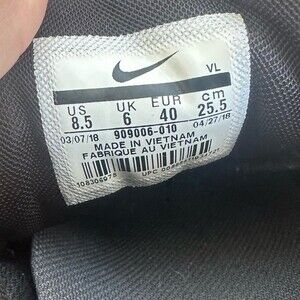 VL
US UK EUR cm
8.5 6 40 25.5
03/07/18 909006-010 04/27/18
MADE IN VIETNAM
FABRIQUE AU VIETNAM
UPC